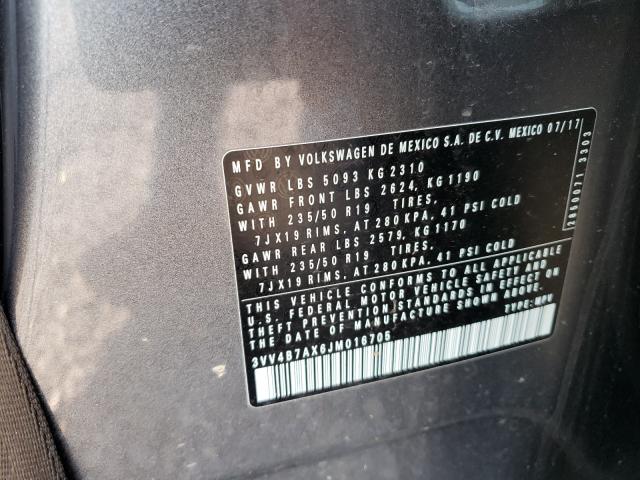 MFD BY VOLKSWAGEN DE MEXICO S.A. DE C.V. MEXICO 07/17
GVWR LBS 5093 KG 2310
GAWR FRONT LBS 2624, KG 1190
WITH 235/50 R19 TIRES,
7JX19 RIMS, AT 280 KPA, 41 PSI COLD
GAWR REAR LBS 2579, KG 1170
WITH 235/50 R19 TIRES,
7JX19 RIMS, AT 280 KPA, 41 PSI COLD
THIS VEHICLE CONFORMS TO ALL APPLICABLE
U.S. FEDERAL MOTOR VEHICLE SAFETY AND
THEFT PREVENTION STANDARDS IN EFFECT ON
THE DATE OF MANUFACTURE SHOWN ABOVE.
3VV4B7AX6JM016705 TYPE: MPV
2660071 3303